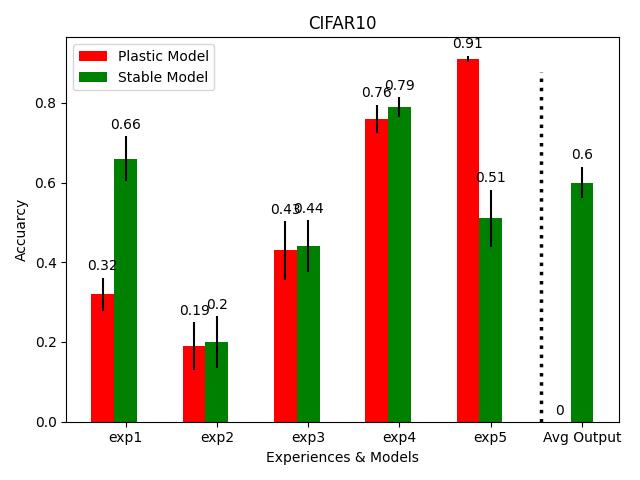 CIFAR10
Plastic Model
Stable Model
Accuarcy
0.8
0.6
0.4
0.2
0.0
0.32
0.66
0.19
0.2
0.43
0.44
0.76
0.79
0.91
0.51
0
0.6
exp1
exp2
exp3
exp4
exp5
Avg Output
Experiences & Models